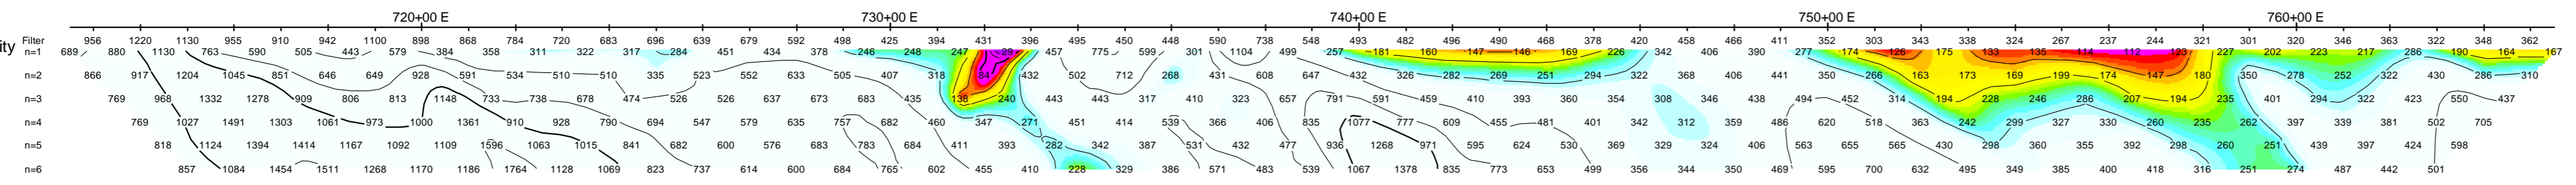 720+00 E 730+00 E 740+00 E 750+00 E 760+00 E
ity Filter 956 1220 1130 955 910 942 1100 898 868 784 720 683 696 639 679 592 498 425 394 431 396 495 450 448 590 738 548 493 482 496 490 468 378 420 458 466 411 352 303 343 338 324 267 237 244 321 301 320 346 363 332 348 362
n=1 689 880 1130 763 590 505 443 579 384 358 311 322 317 284 451 434 378 246 248 247 29 457 775 599 301 1104 499 257 181 160 147 146 169 226 342 406 390 277 174 126 175 133 135 114 112 123 227 202 223 217 286 190 164 167
n=2 866 917 1204 1045 851 646 649 928 591 534 510 510 335 523 552 633 505 407 318 84 432 502 712 268 431 608 647 432 326 282 269 251 294 322 368 406 441 350 266 163 173 169 199 174 147 180 350 278 252 322 430 286 310
n=3 769 968 1332 1278 909 806 813 1148 733 738 678 474 526 526 637 673 683 435 138 240 443 443 317 410 323 657 791 591 459 410 393 360 354 308 346 438 494 452 314 194 228 246 286 207 194 235 401 294 322 423 550 437
n=4 769 1027 1491 1303 1061 973 1000 1361 910 928 790 694 547 579 635 757 682 460 347 271 451 414 539 366 406 835 1077 777 609 455 481 401 342 312 359 486 620 518 363 242 299 327 330 260 235 262 397 339 381 502 705
n=5 818 1124 1394 1414 1167 1092 1109 1596 1063 1015 841 682 600 576 683 783 684 411 393 282 342 387 531 432 477 936 1268 971 595 624 530 369 329 324 406 563 655 565 430 298 360 355 392 298 260 251 439 397 424 598
n=6 857 1084 1454 1511 1268 1170 1186 1764 1128 1069 823 737 614 600 684 765 602 455 410 228 329 386 571 483 539 1067 1378 835 773 653 499 356 344 350 469 595 700 632 495 349 385 400 418 316 251 274 487 442 501